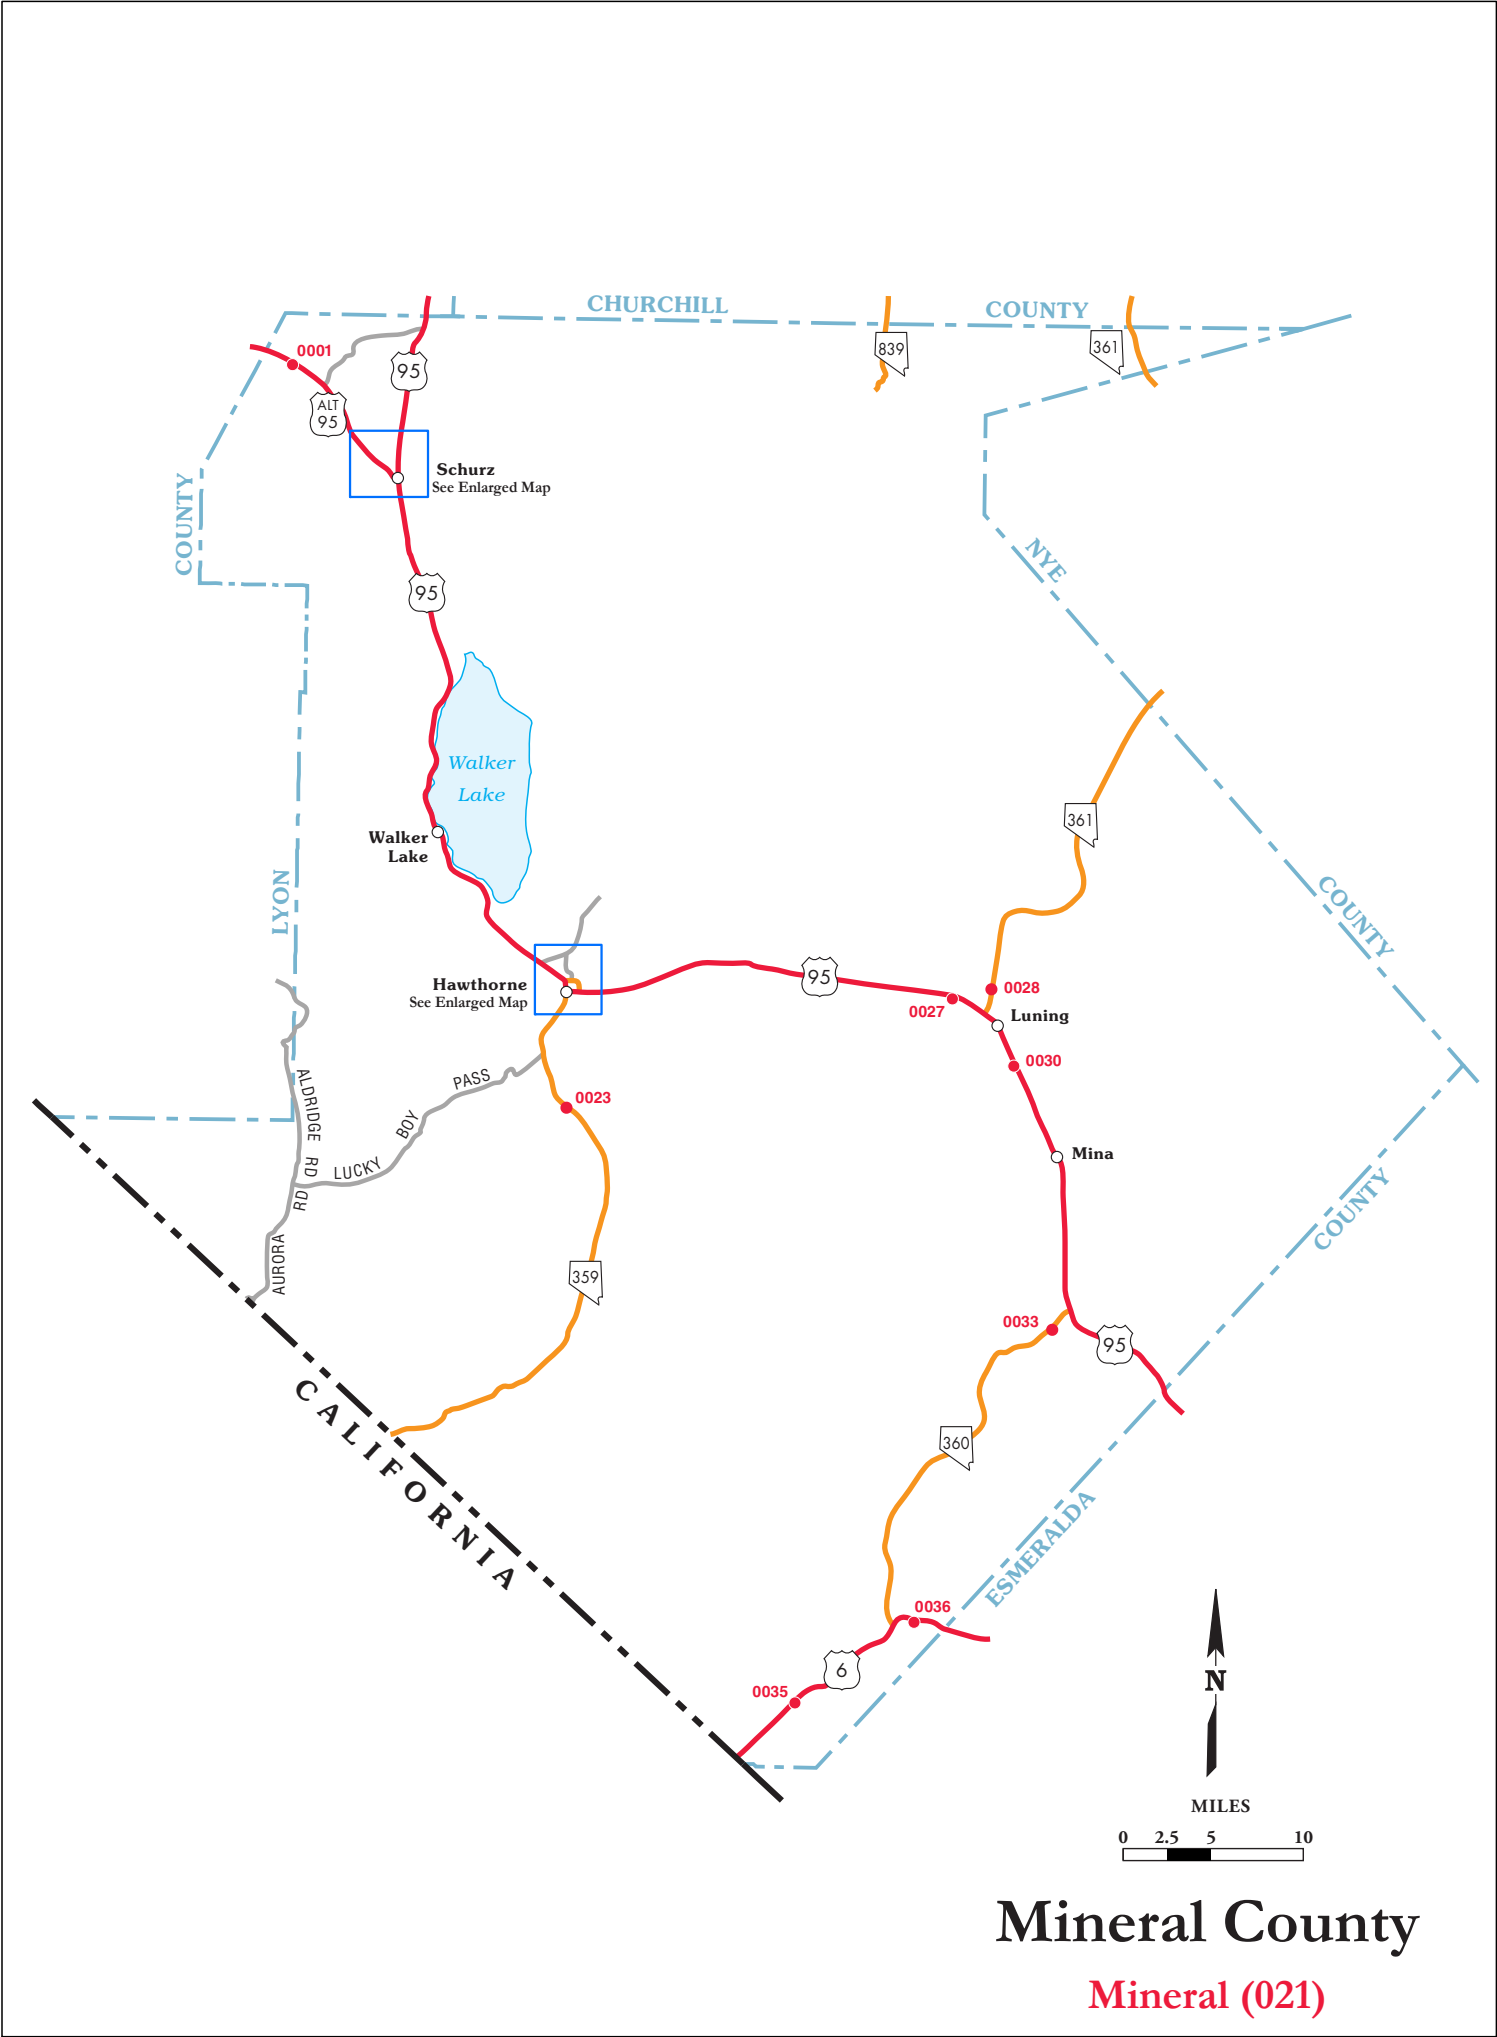 CHURCHILL
COUNTY
0001
839
361
95
ALT
95
Schurz
See Enlarged Map
COUNTY
NYE
95
Walker
Lake
361
Walker
Lake
COUNTY
LYON
95
Hawthorne
See Enlarged Map
0028
0027
Luning
0030
PASS
0023
ALDRIDGE RD
BOY
Mina
LUCKY
RD
COUNTY
AURORA
359
0033
95
CALIFORNIA
360
ESMERALDA
0036
6
0035
N
MILES
0 2.5 5 10
Mineral County
Mineral (021)